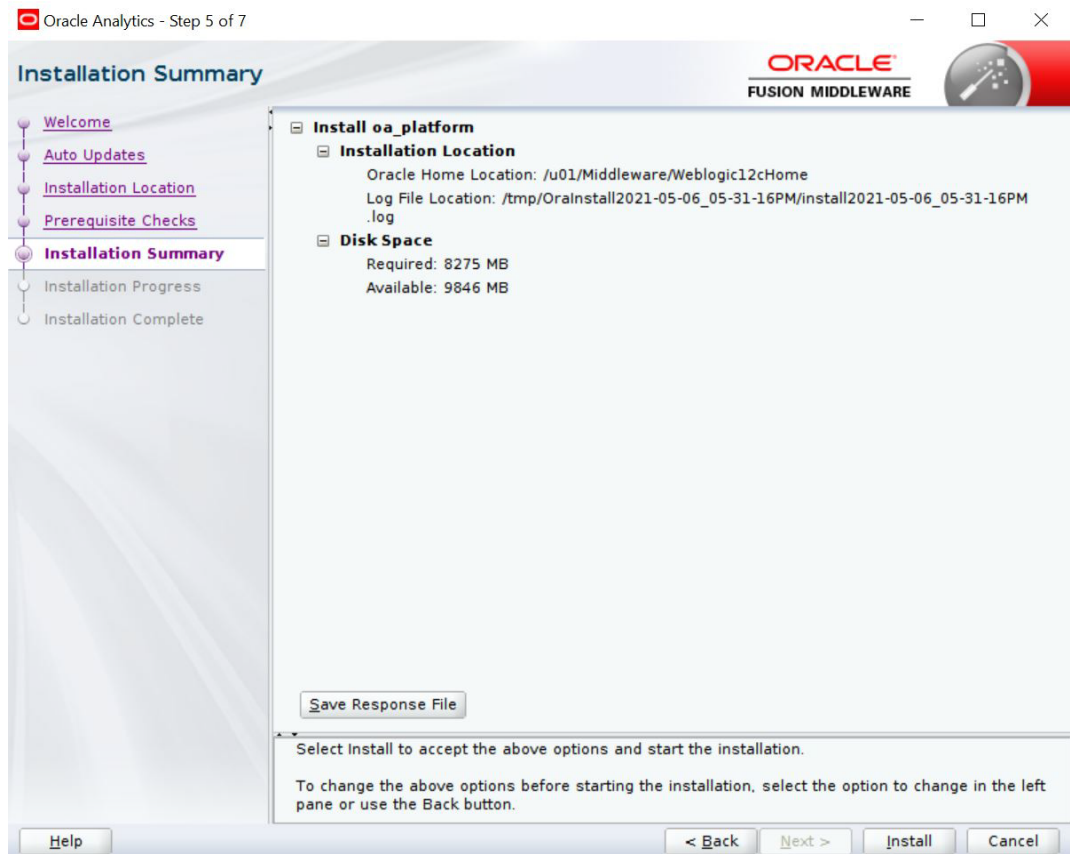 Oracle Analytics - Step 5 of 7
Installation Summary
ORACLE
FUSION MIDDLEWARE
Welcome
Auto Updates
Installation Location
Prerequisite Checks
Installation Summary
Installation Progress
Installation Complete
Install oa_platform
Installation Location
Oracle Home Location: /u01/Middleware/Weblogic12cHome
Log File Location: /tmp/OraInstall2021-05-06_05-31-16PM/install2021-05-06_05-31-16PM
.log
Disk Space
Required: 8275 MB
Available: 9846 MB
Save Response File
Select Install to accept the above options and start the installation.
To change the above options before starting the installation, select the option to change in the left
pane or use the Back button.
Help
< Back
Next >
Install
Cancel